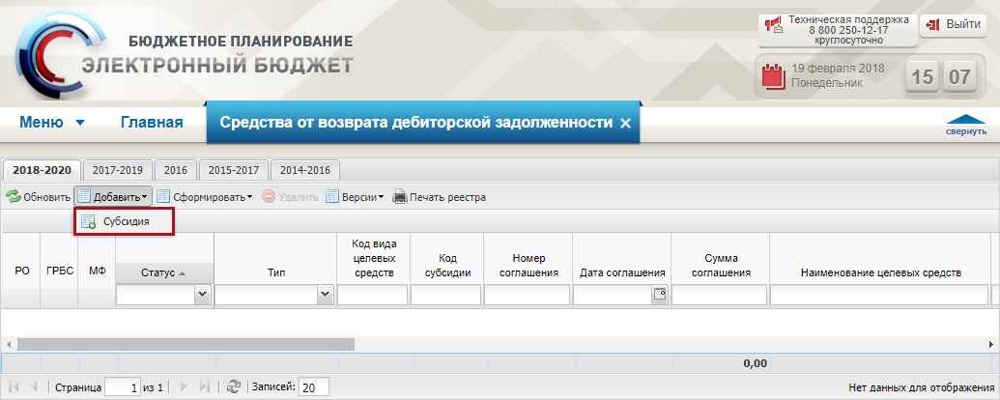 БЮДЖЕТНОЕ ПЛАНИРОВАНИЕ
ЭЛЕКТРОННЫЙ БЮДЖЕТ
Техническая поддержка
8 800 250-12-17
круглосуточно
Выйти
19 февраля 2018
Понедельник
15 07
Меню
Главная
Средства от возврата дебиторской задолженности
свернуть
2018-2020 2017-2019 2016 2015-2017 2014-2016
Обновить Добавить Сформировать Удалить Версии Печать реестра
Субсидия
РО
ГРБС
МФ
Статус
Тип
Код вида
целевых
средств
Код
субсидии
Номер
соглашения
Дата соглашения
Сумма
соглашения
Наименование целевых средств
0,00
Страница 1 из 1 Записей: 20
Нет данных для отображения